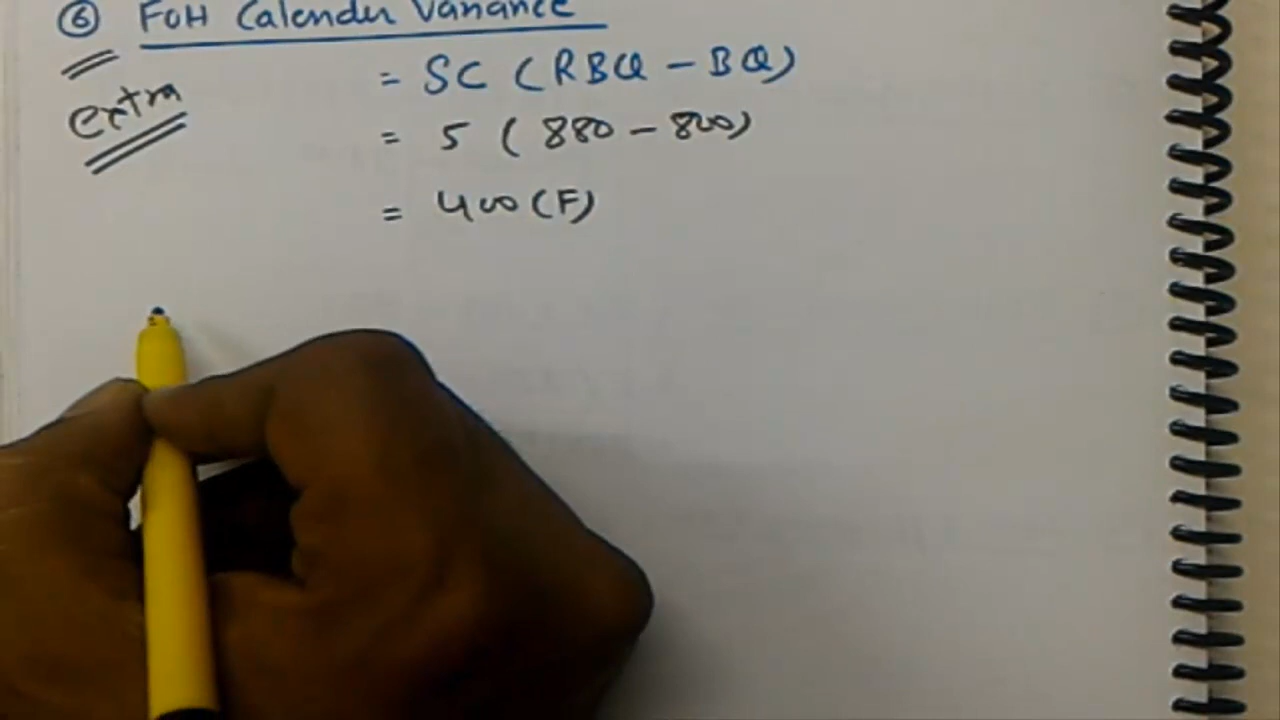 ⑥ FOH Calender Variance
extra
= SC (RBQ - BQ)
= 5 (880 - 800)
= 400 (F)